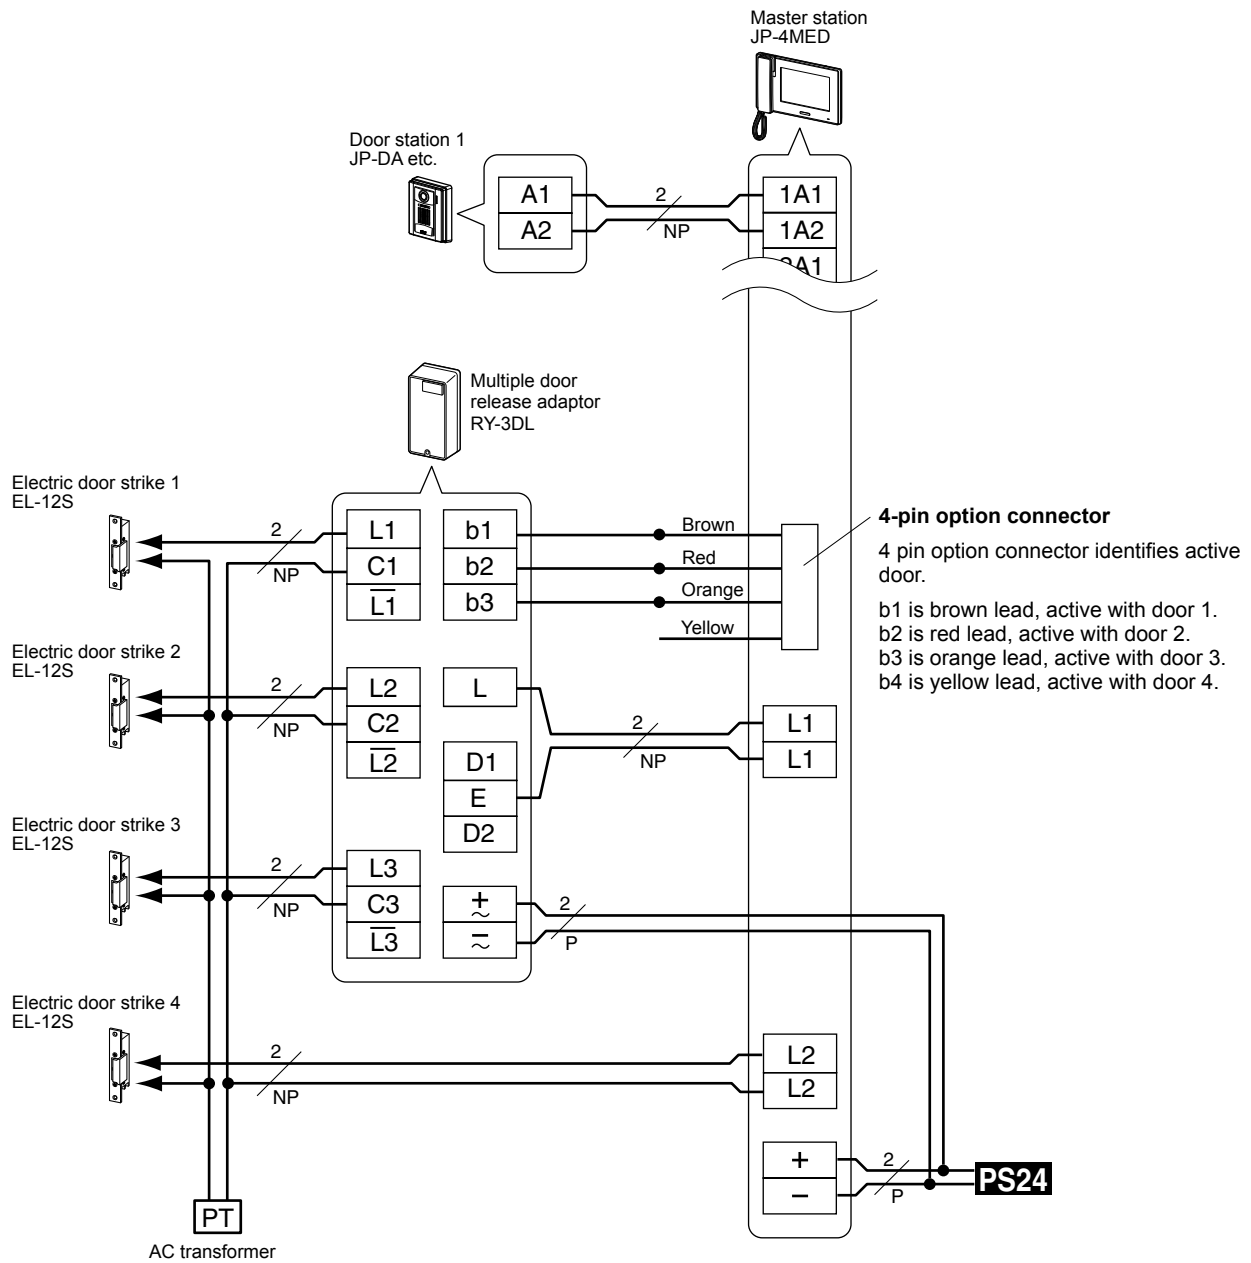 Master station
JP-4MED
Door station 1
JP-DA etc.
A1
A2
2
NP
1A1
1A2
2A1
Multiple door
release adaptor
RY-3DL
Electric door strike 1
EL-12S
2
NP
L1
C1
L̅1̅
b1
b2
b3
Brown
Red
Orange
Yellow
4-pin option connector
4 pin option connector identifies active
door.
b1 is brown lead, active with door 1.
b2 is red lead, active with door 2.
b3 is orange lead, active with door 3.
b4 is yellow lead, active with door 4.
Electric door strike 2
EL-12S
2
NP
L2
C2
L̅2̅
L
D1
E
D2
2
NP
L1
L1
Electric door strike 3
EL-12S
2
NP
L3
C3
L̅3̅
+
~
−
~
2
P
Electric door strike 4
EL-12S
2
NP
L2
L2
+
−
2
P
PS24
PT
AC transformer